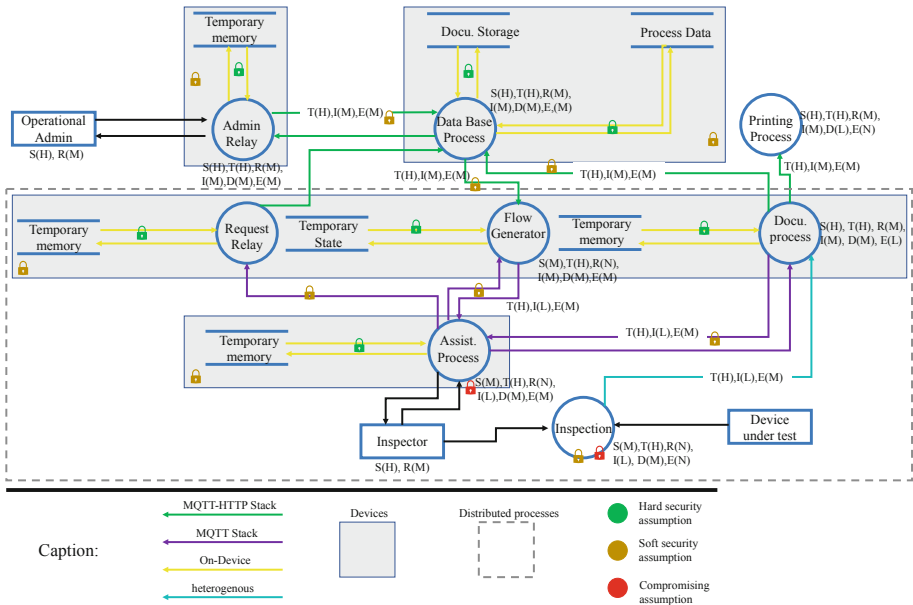 Temporary
memory
Docu. Storage
Process Data
Operational
Admin
S(H), R(M)
Admin
Relay
S(H),T(H),R(M),
I(M),D(M),E(M)
T(H),I(M),E(M)
Data Base
Process
S(H),T(H),R(M),
I(M),D(M),E,(M)
Printing
Process
S(H),T(H),R(M),
I(M),D(L),E(N)
T(H),I(M),E(M)
T(H),I(M),E(M)
T(H),I(M),E(M)
Temporary
memory
Request
Relay
Temporary
State
Flow
Generator
S(M),T(H),R(N),
I(M),D(M),E(M)
Temporary
memory
Docu.
process
S(H), T(H), R(M),
I(M), D(M), E(L)
T(H),I(L),E(M)
T(H),I(L),E(M)
Temporary
memory
Assist.
Process
S(M),T(H),R(N),
I(L),D(M),E(M)
T(H),I(L),E(M)
Inspector
S(H), R(M)
Inspection
S(M),T(H),R(N)
I(L), D(M),E(N)
Device
under test
Caption:
MQTT-HTTP Stack
MQTT Stack
On-Device
heterogenous
Devices
Distributed processes
Hard security
assumption
Soft security
assumption
Compromising
assumption